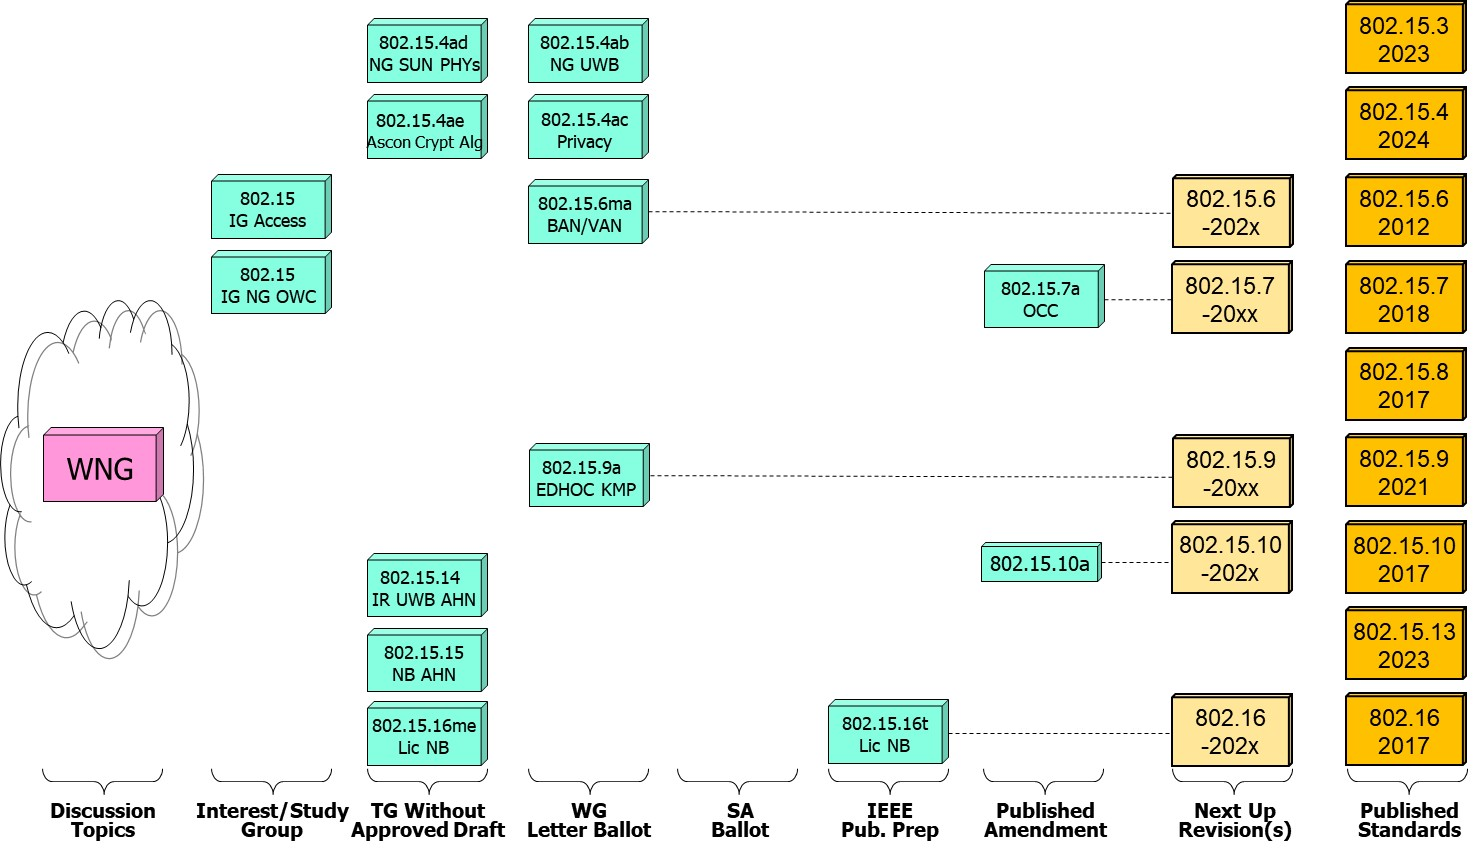 802.15.4ad
NG SUN PHYs
802.15.4ab
NG UWB
802.15.3
2023
802.15.4ae
Ascon Crypt Alg
802.15.4ac
Privacy
802.15.4
2024
802.15
IG Access
802.15.6ma
BAN/VAN
802.15.6
-202x
802.15.6
2012
802.15
IG NG OWC
802.15.7a
OCC
802.15.7
-20xx
802.15.7
2018
802.15.8
2017
WNG
802.15.9a
EDHOC KMP
802.15.9
-20xx
802.15.9
2021
802.15.10a
802.15.10
-202x
802.15.10
2017
802.15.14
IR UWB AHN
802.15.15
NB AHN
802.15.13
2023
802.15.16me
Lic NB
802.15.16t
Lic NB
802.16
-202x
802.16
2017
Discussion
Topics
Interest/Study
Group
TG Without
Approved Draft
WG
Letter Ballot
SA
Ballot
IEEE
Pub. Prep
Published
Amendment
Next Up
Revision(s)
Published
Standards